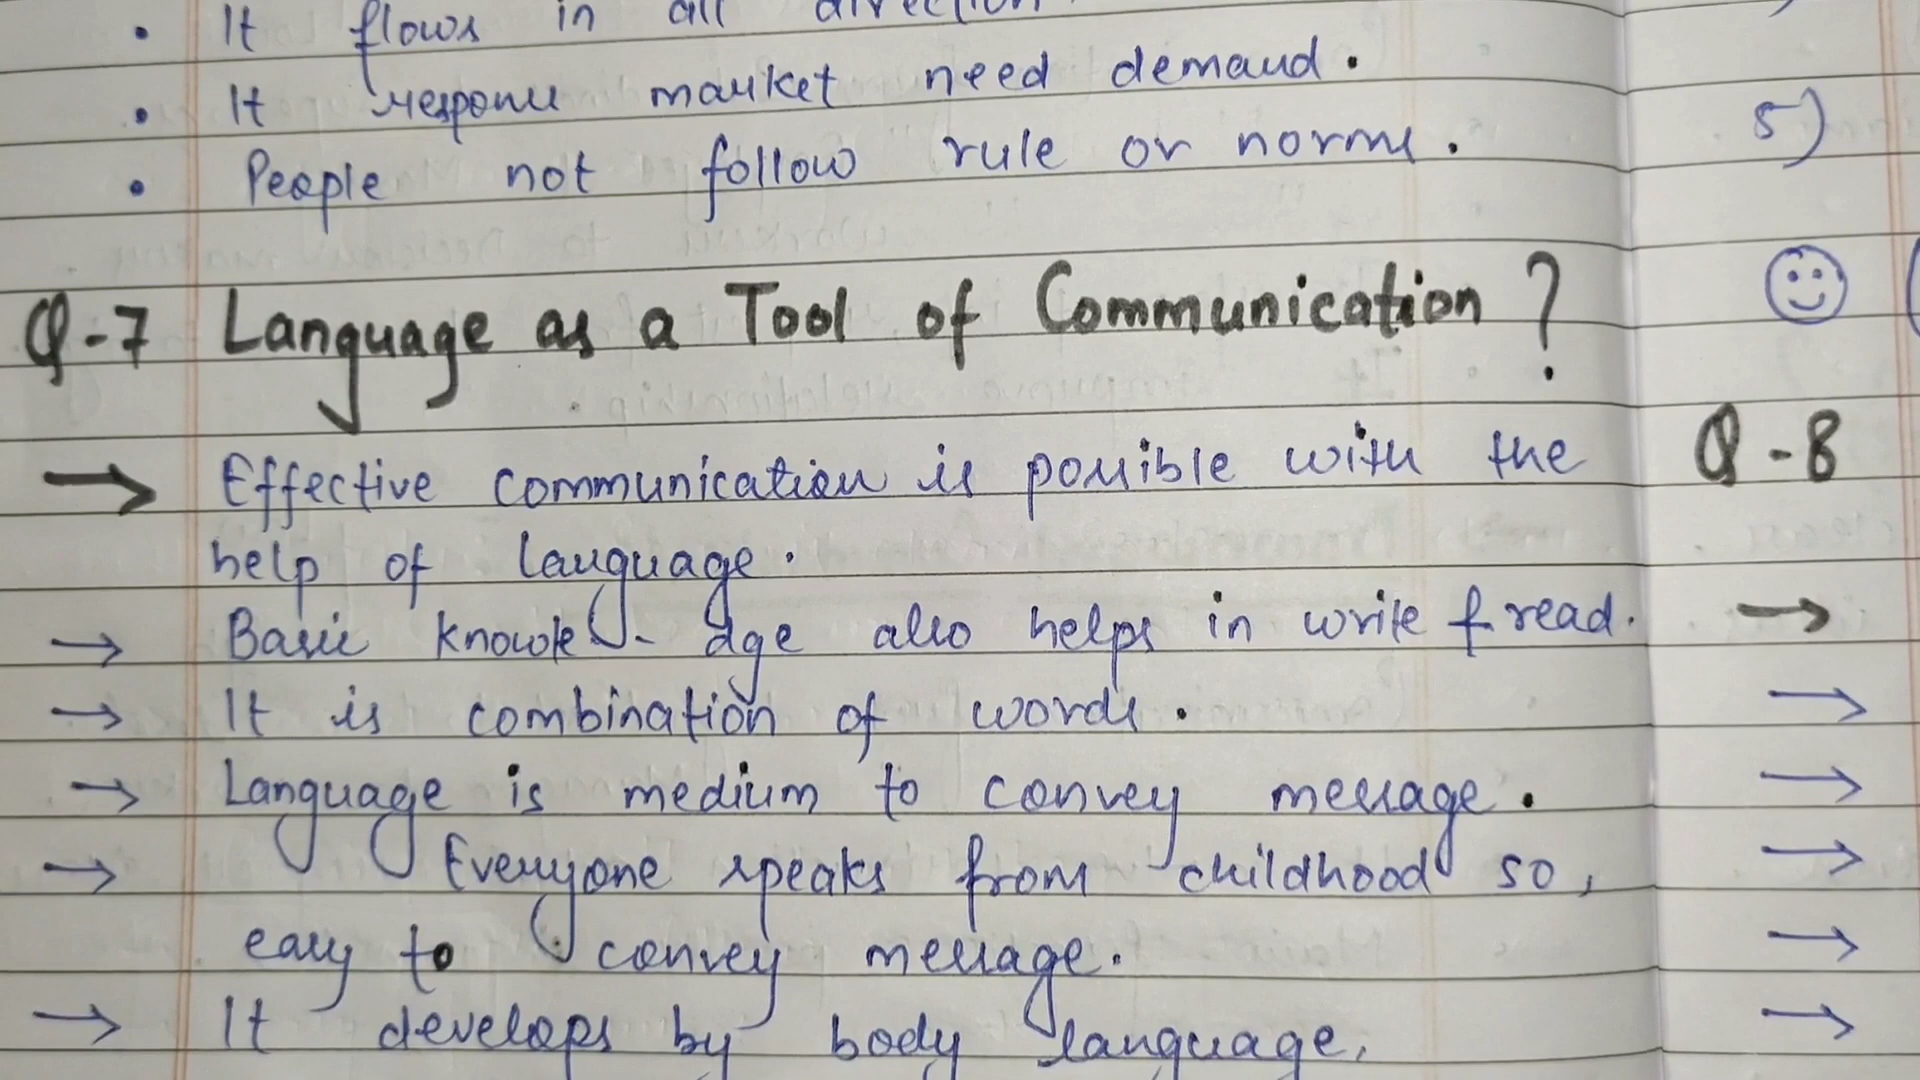 It flows in all direction.
It response market need demand.
People not follow rule or norms.
5)
Q-7 Language as a Tool of Communication ?
Effective communication is possible with the
help of language.
Q-8
Basic knowle - dge also helps in write & read.
It is combination of words.
Language is medium to convey message.
Everyone speaks from childhood so,
easy to convey message.
It develops by body language.